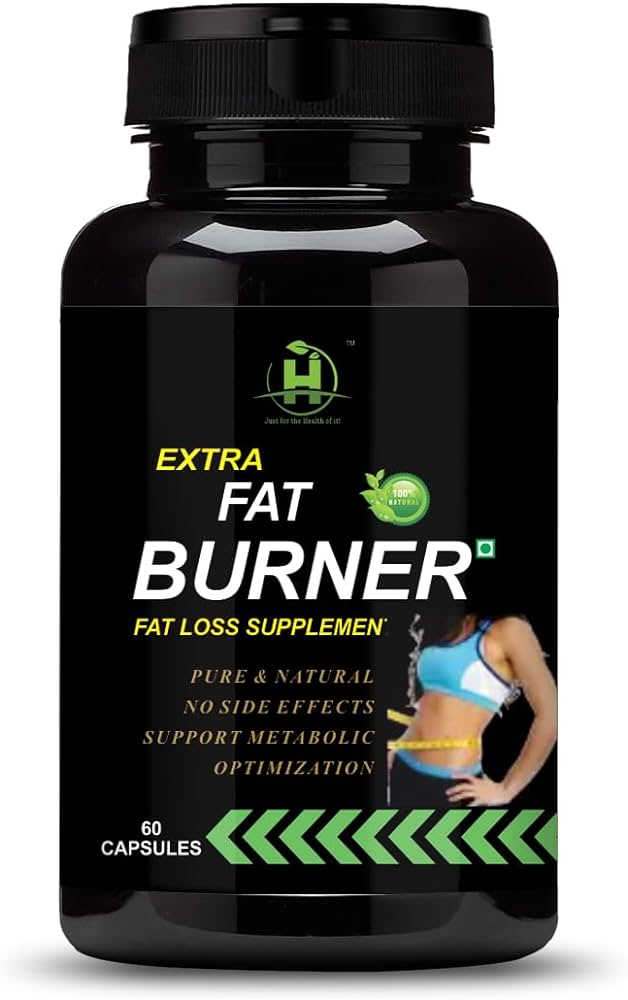 H
TM
Just for the Health of it!
EXTRA
FAT
100%
NATURAL
BURNER
FAT LOSS SUPPLEMEN
PURE & NATURAL
NO SIDE EFFECTS
SUPPORT METABOLIC
OPTIMIZATION
60
CAPSULES